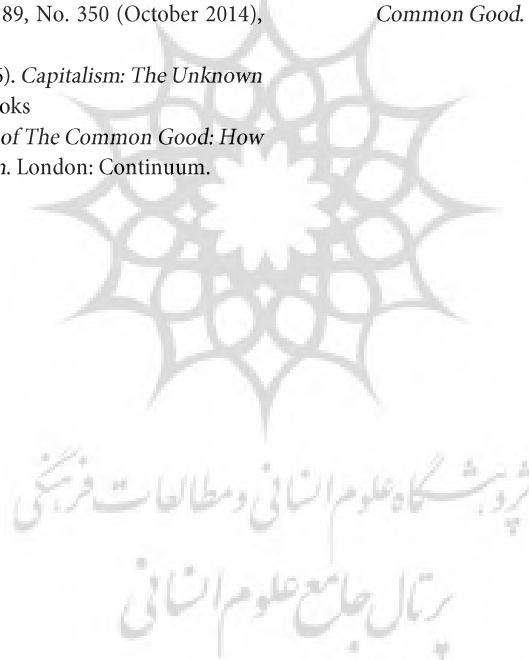 89, No. 350 (October 2014),
Common Good.
5). Capitalism: The Unknown
oks
of The Common Good: How
n. London: Continuum.
پژوهشگاه علوم انسانی و مطالعات فرهنگی
پرتال جامع علوم انسانی